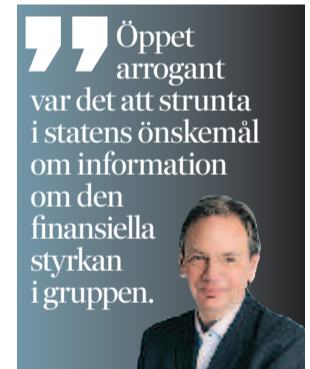 Öppet
arrogant
var det att strunta
i statens önskemål
om information
om den
finansiella
styrkan
i gruppen.